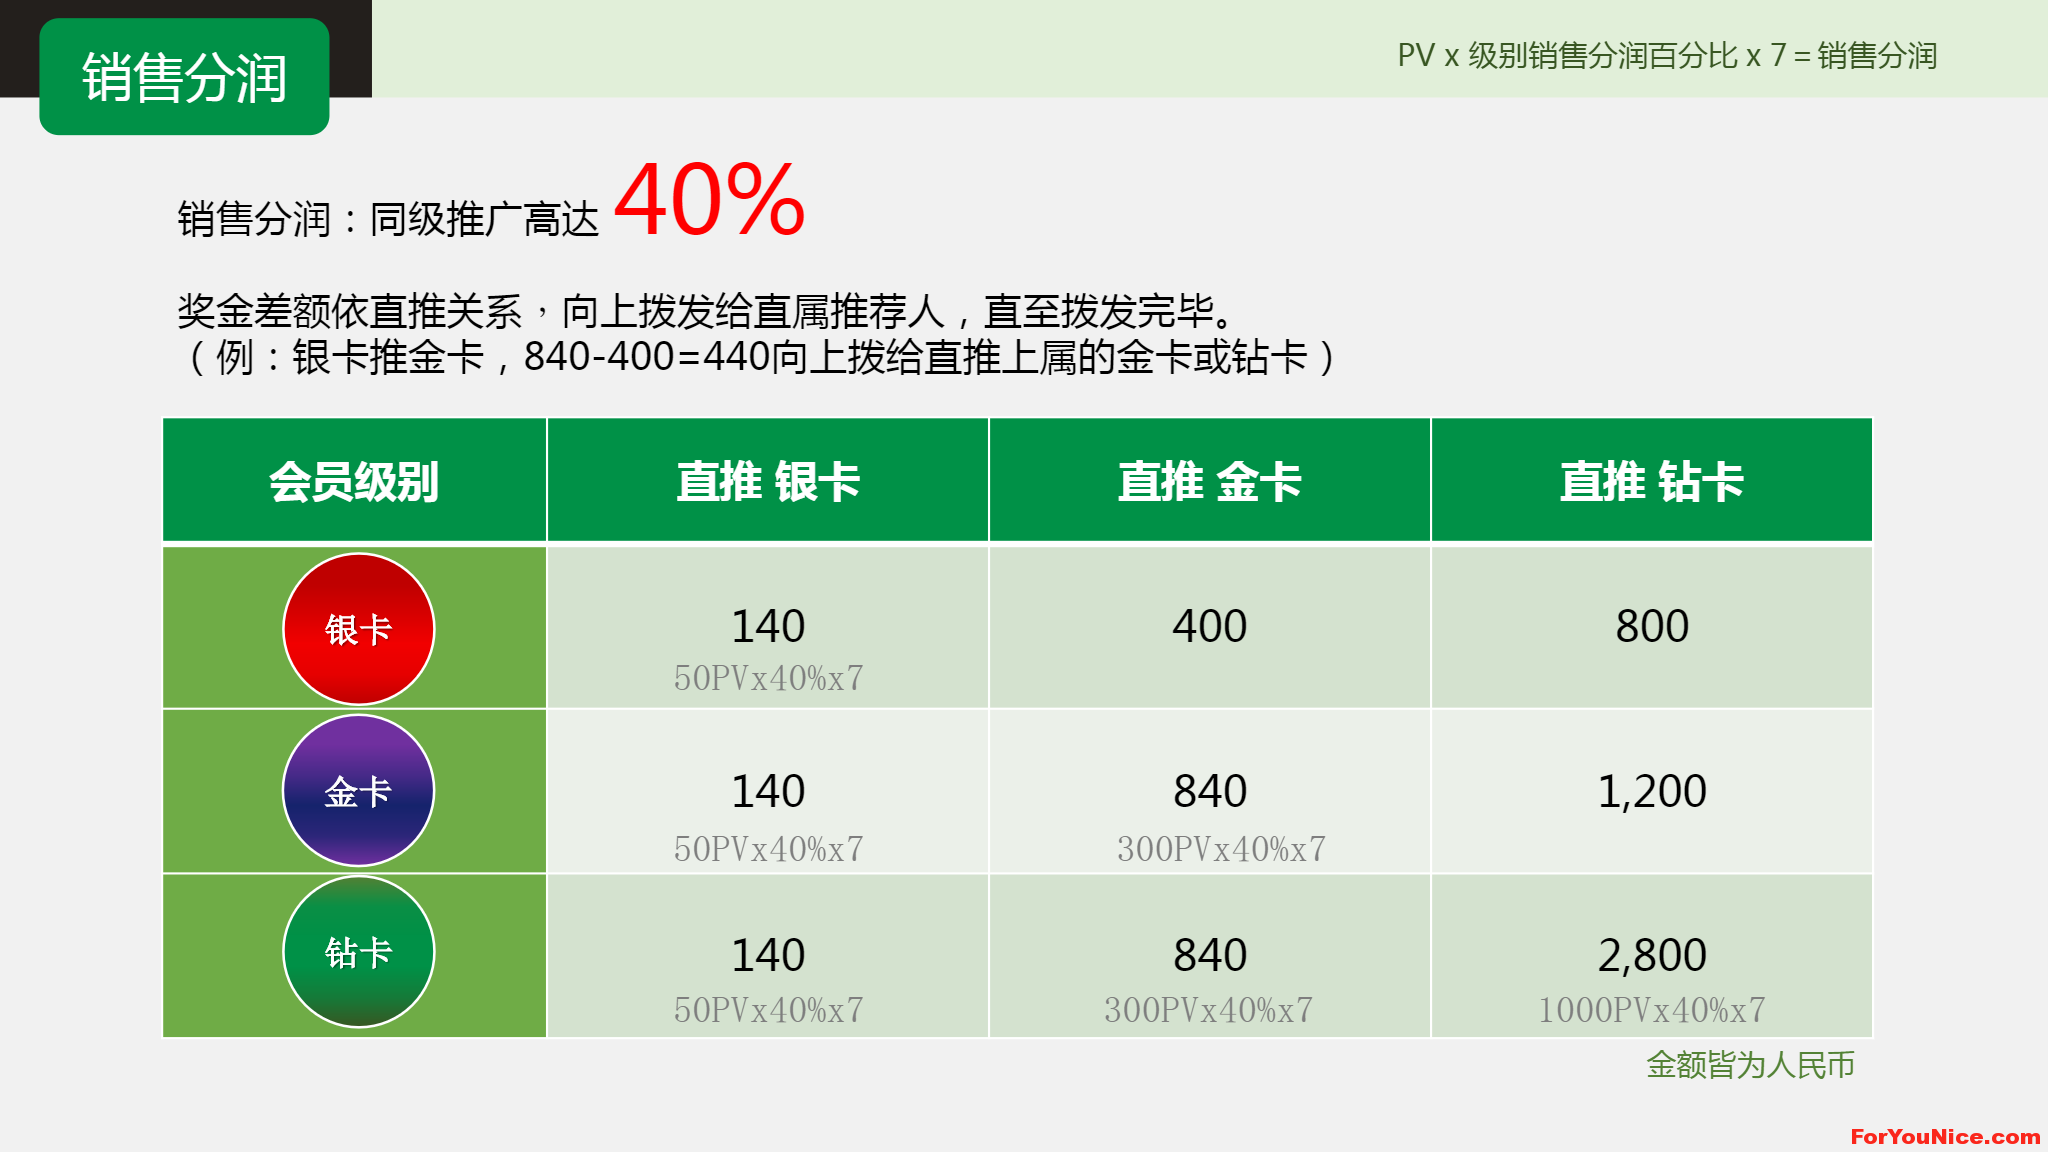 销售分润
PV x 级别销售分润百分比 x 7 = 销售分润
销售分润：同级推广高达 40%
奖金差额依直推关系，向上拨发给直属推荐人，直至拨发完毕。
（例：银卡推金卡，840-400=440向上拨给直推上属的金卡或钻卡）
会员级别 直推 银卡 直推 金卡 直推 钻卡
银卡 140 400 800
50PVx40%x7
金卡 140 840 1,200
50PVx40%x7 300PVx40%x7
钻卡 140 840 2,800
50PVx40%x7 300PVx40%x7 1000PVx40%x7
金额皆为人民币
ForYouNice.com